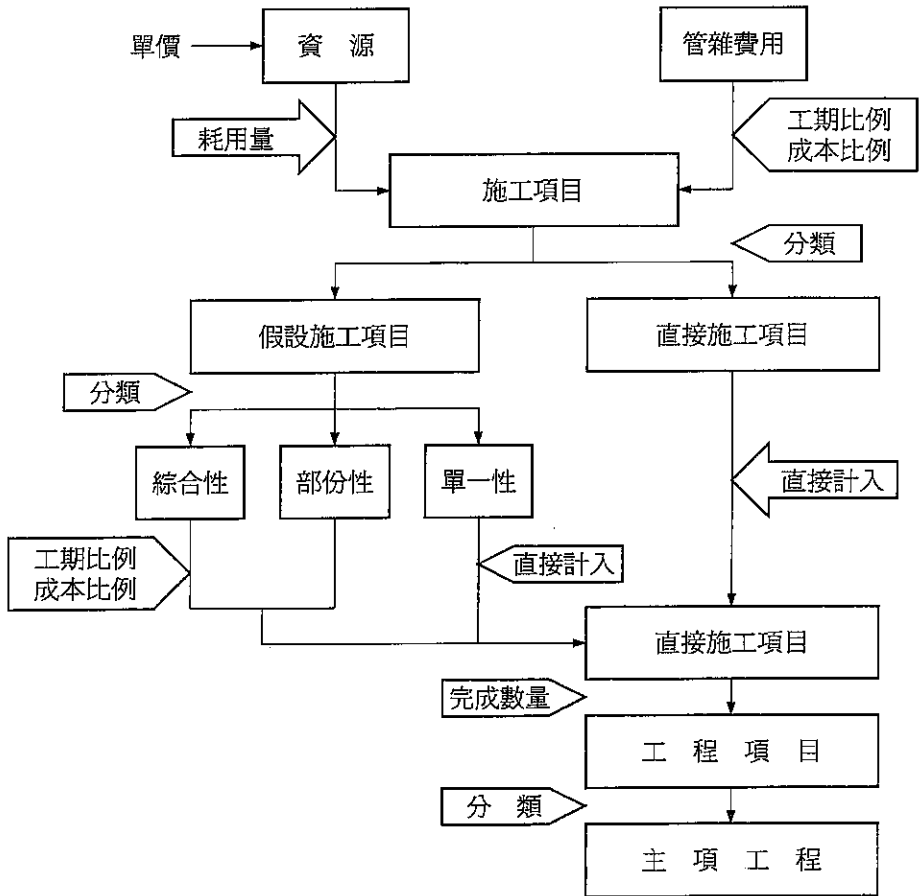 單價
資 源
管雜費用
耗用量
工期比例
成本比例
施工項目
分類
假設施工項目
直接施工項目
分類
綜合性
部份性
單一性
直接計入
工期比例
成本比例
直接計入
直接施工項目
完成數量
工 程 項 目
分 類
主 項 工 程